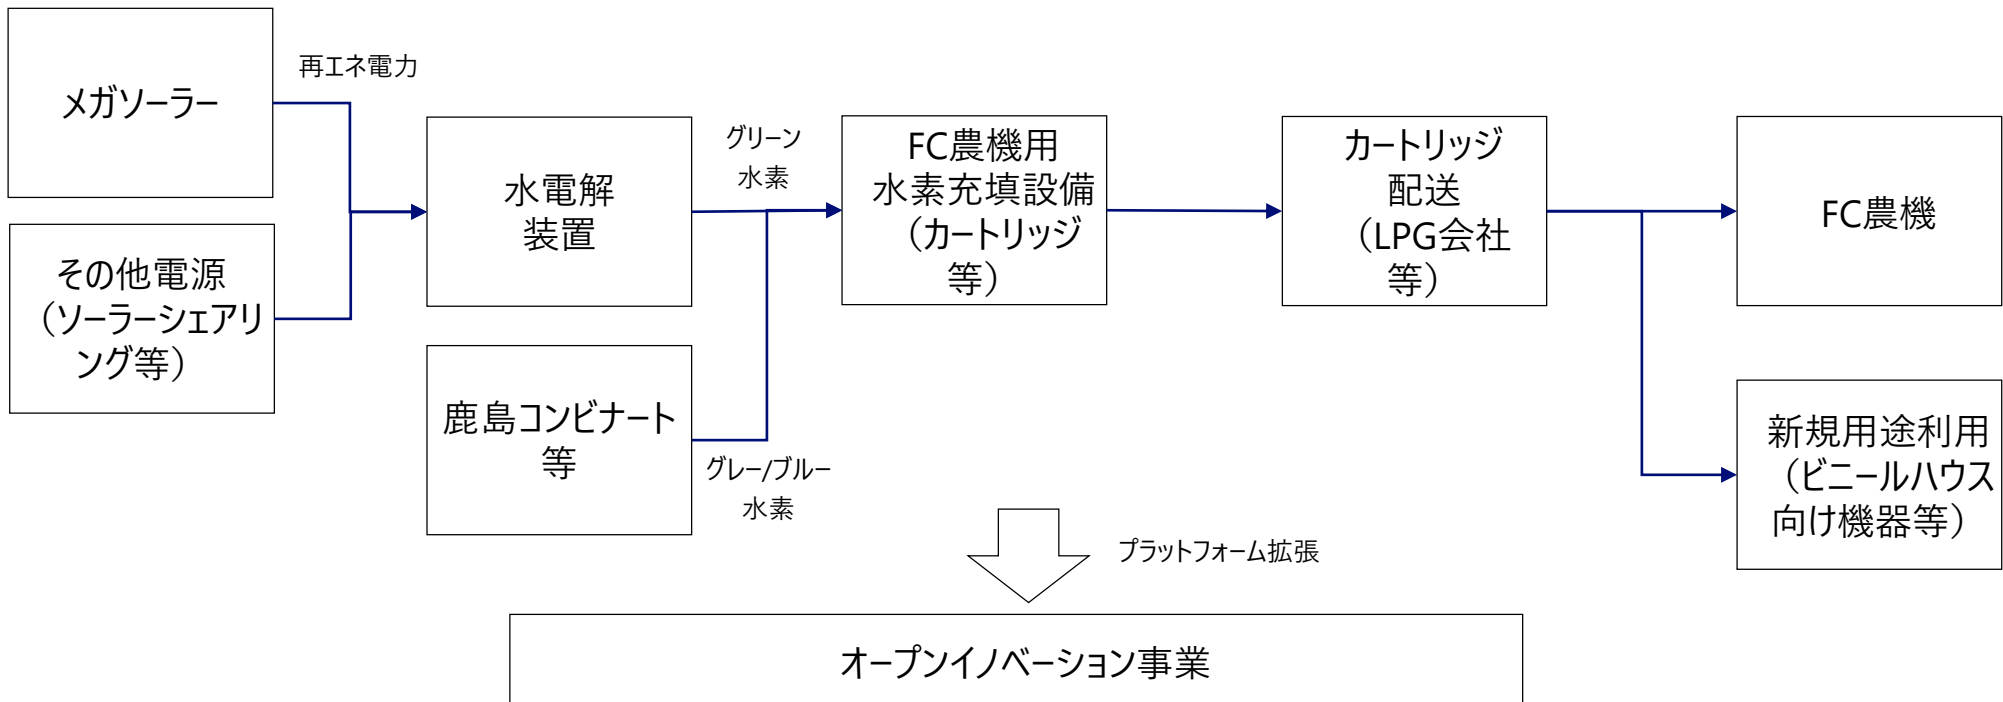 メガソーラー
再エネ電力
その他電源
（ソーラーシェアリ
ング等）
水電解
装置
グリーン
水素
鹿島コンビナート
等
グレー/ブルー
水素
FC農機用
水素充填設備
（カートリッジ
等）
カートリッジ
配送
（LPG会社
等）
FC農機
新規用途利用
（ビニールハウス
向け機器等）
プラットフォーム拡張
オープンイノベーション事業